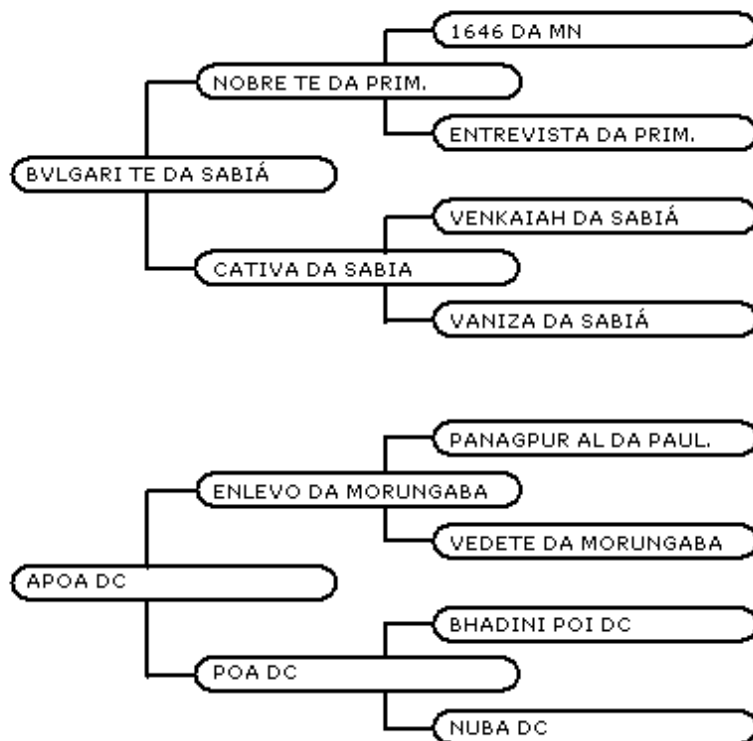 1646 DA MN
NOBRE TE DA PRIM.
ENTREVISTA DA PRIM.
BVLGARI TE DA SABIÁ
VENKAIAH DA SABIÁ
CATIVA DA SABIA
VANIZA DA SABIÁ
PANAGPUR AL DA PAUL.
ENLEVO DA MORUNGABA
VEDETE DA MORUNGABA
APOA DC
BHADINI POI DC
POA DC
NUBA DC